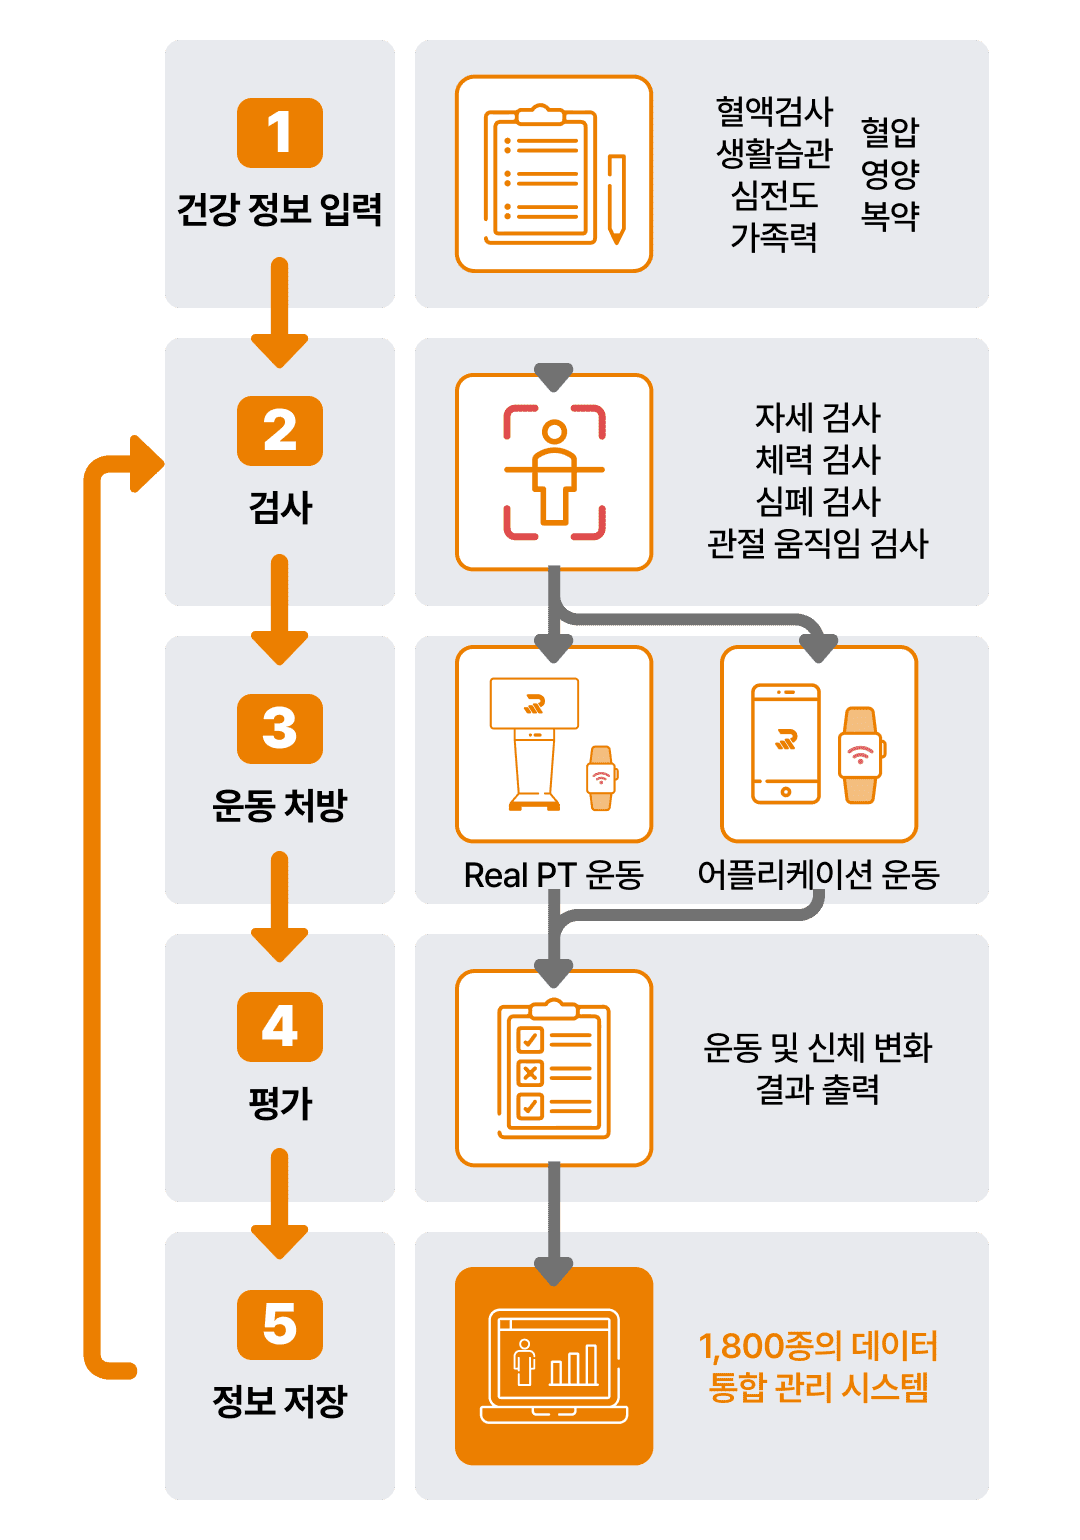 1
건강 정보 입력
혈액검사
생활습관
심전도
가족력
혈압
영양
복약
2
검사
자세 검사
체력 검사
심폐 검사
관절 움직임 검사
3
운동 처방
Real PT 운동
어플리케이션 운동
4
평가
운동 및 신체 변화
결과 출력
5
정보 저장
1,800종의 데이터
통합 관리 시스템